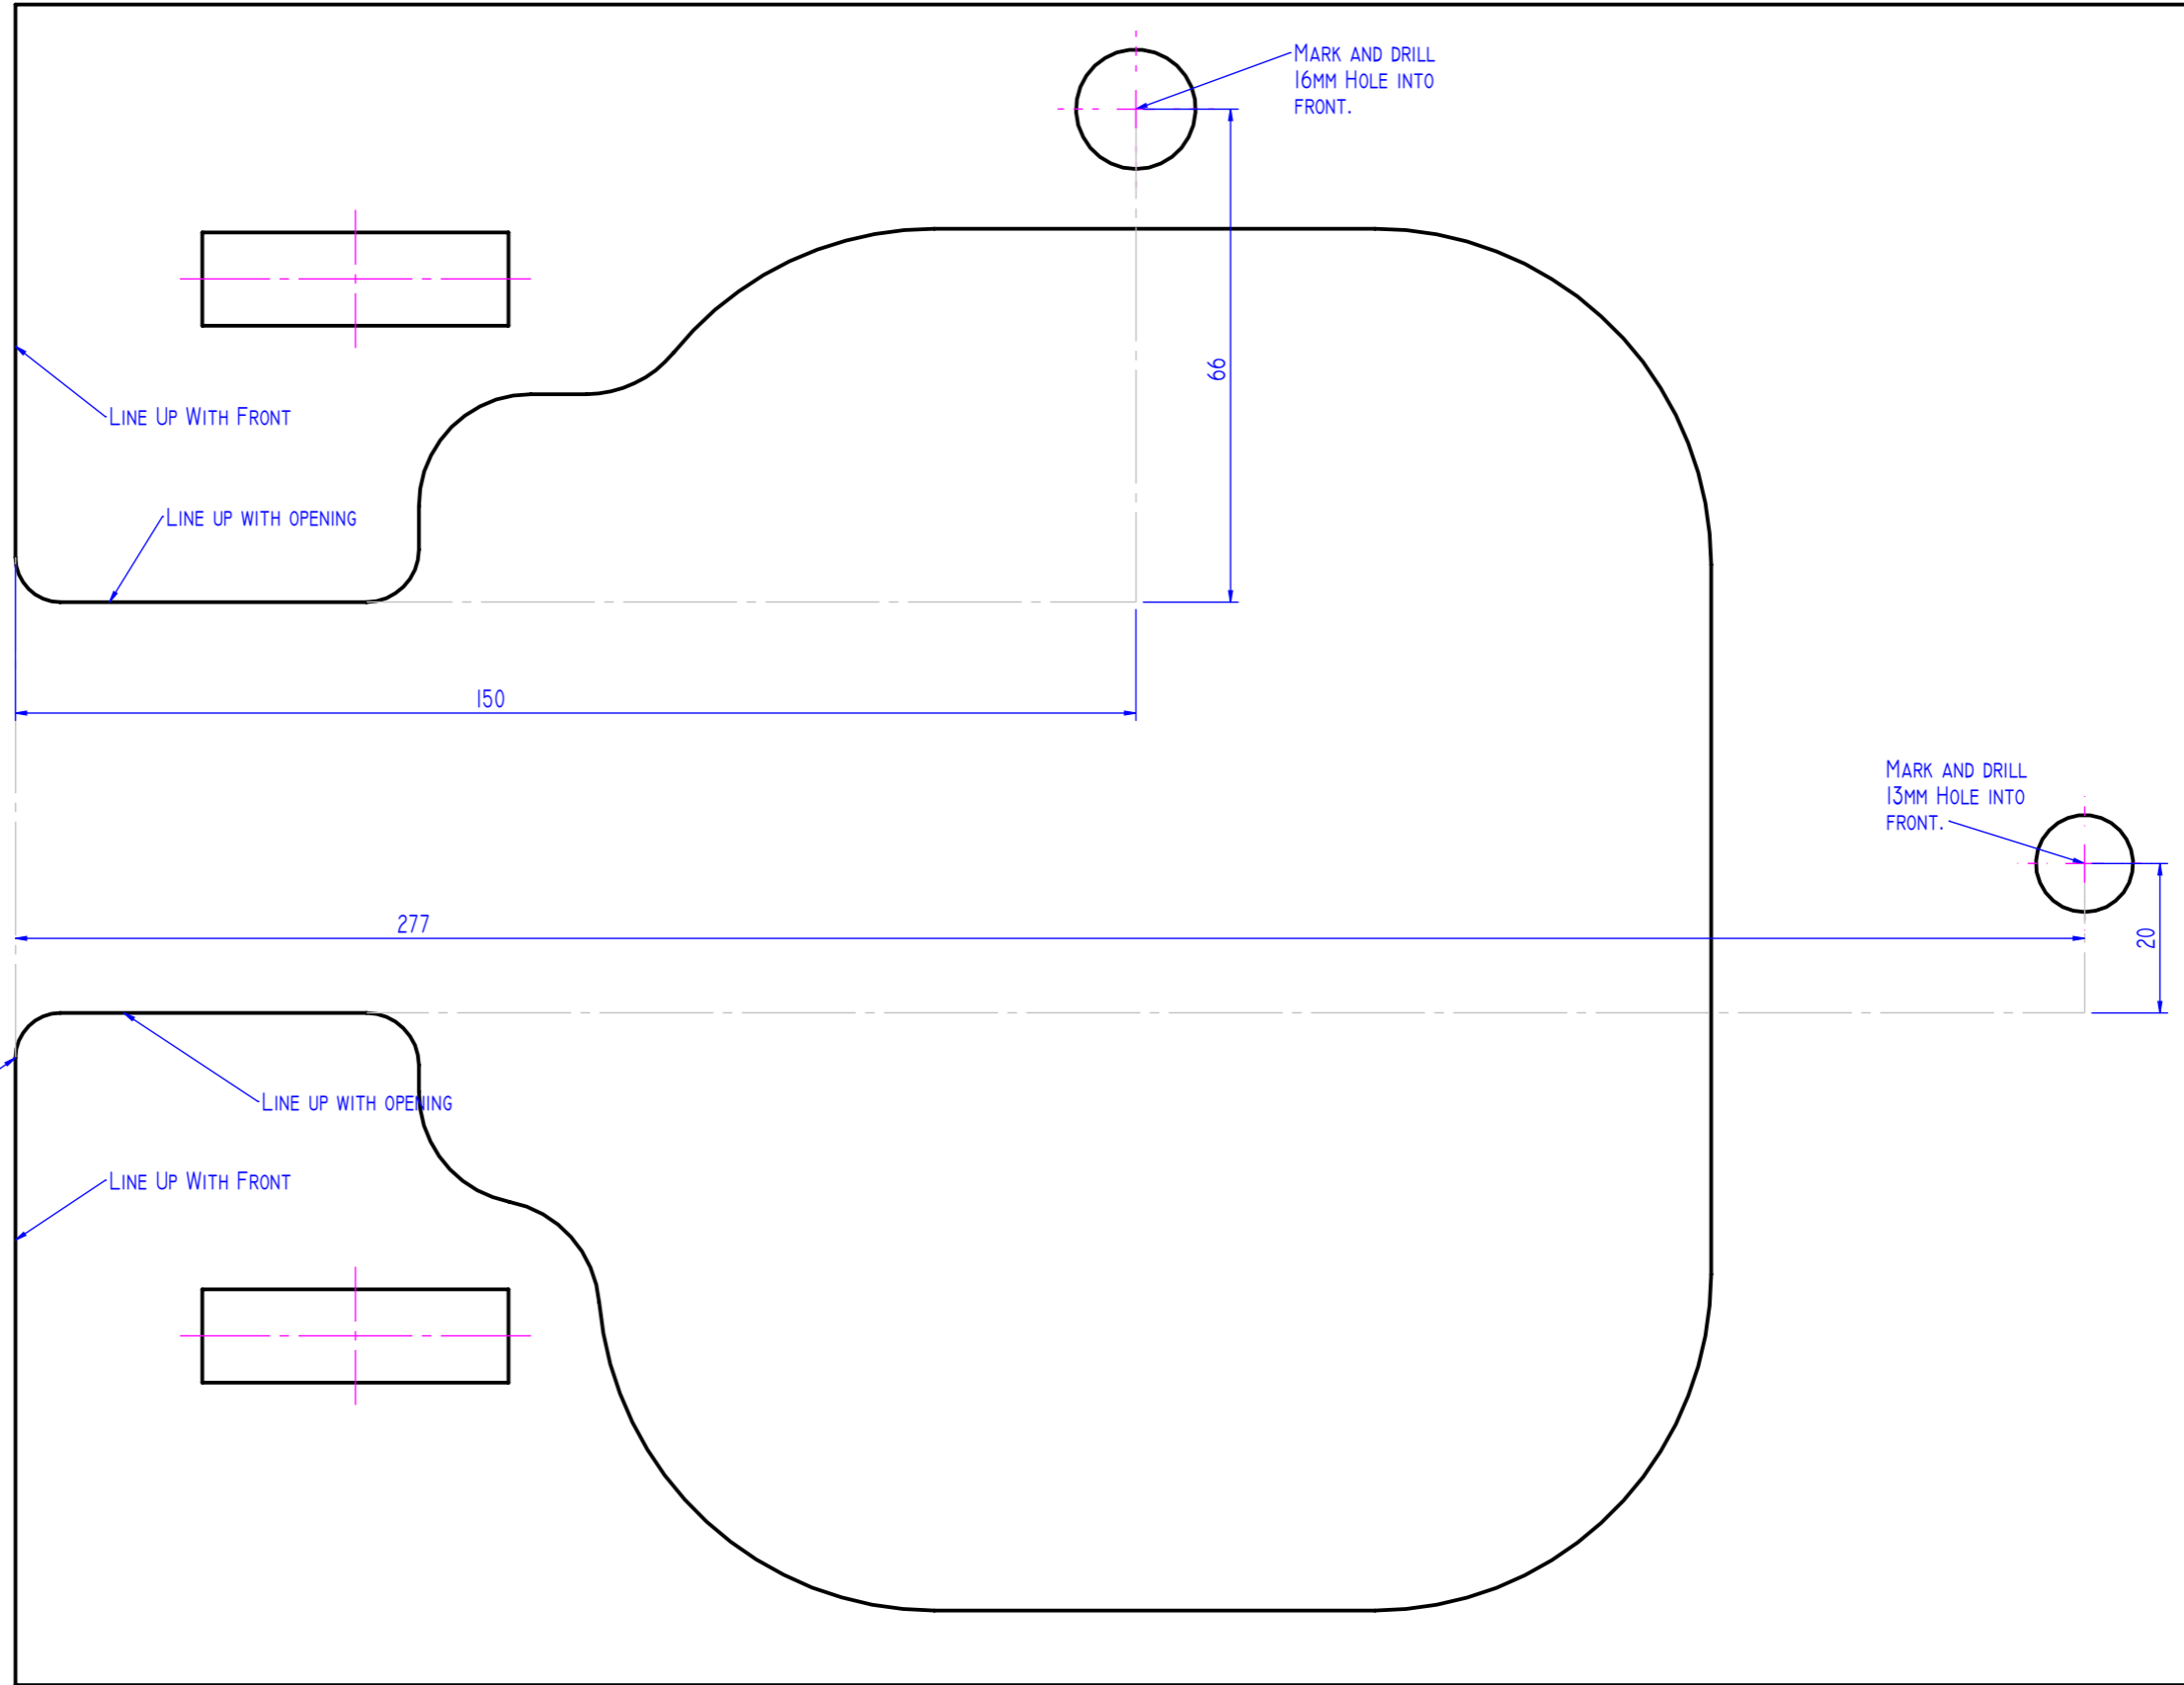 Mark and drill
16mm Hole into
front.
66
Line Up With Front
Line up with opening
150
Mark and drill
13mm Hole into
front.
277
20
Line up with opening
Line Up With Front